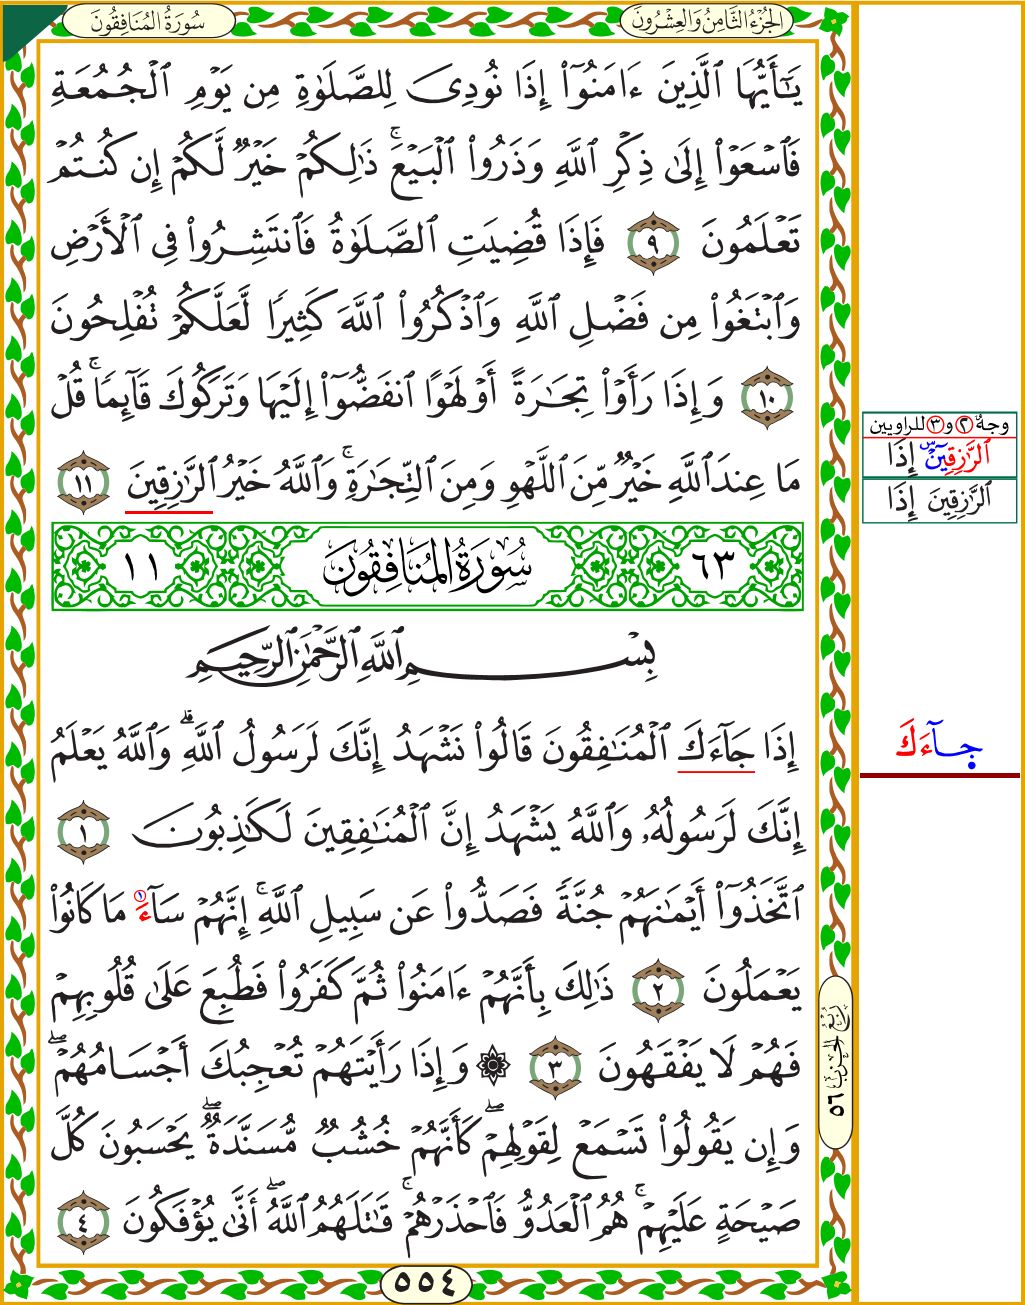 سُورَةُ المُنَافِقُونَ
الجُزْءُ الثَّامِنُ وَالعِشْرُونَ
يَٰٓأَيُّهَا ٱلَّذِينَ ءَامَنُوٓا۟ إِذَا نُودِىَ لِلصَّلَوٰةِ مِن يَوْمِ ٱلْجُمُعَةِ
فَٱسْعَوْا۟ إِلَىٰ ذِكْرِ ٱللَّهِ وَذَرُوا۟ ٱلْبَيْعَ ۚ ذَٰلِكُمْ خَيْرٌ لَّكُمْ إِن كُنتُمْ
تَعْلَمُونَ ٩ فَإِذَا قُضِيَتِ ٱلصَّلَوٰةُ فَٱنتَشِرُوا۟ فِى ٱلْأَرْضِ
وَٱبْتَغُوا۟ مِن فَضْلِ ٱللَّهِ وَٱذْكُرُوا۟ ٱللَّهَ كَثِيرًا لَّعَلَّكُمْ تُفْلِحُونَ
١٠ وَإِذَا رَأَوْا۟ تِجَٰرَةً أَوْ لَهْوًا ٱنفَضُّوٓا۟ إِلَيْهَا وَتَرَكُوكَ قَآئِمًا ۚ قُلْ
مَا عِندَ ٱللَّهِ خَيْرٌ مِّنَ ٱللَّهْوِ وَمِنَ ٱلتِّجَٰرَةِ ۚ وَٱللَّهُ خَيْرُ ٱلرَّٰزِقِينَ ١١
٦٣ سُورَةُ المُنَافِقُونَ ١١
بِسْمِ ٱللَّهِ ٱلرَّحْمَٰنِ ٱلرَّحِيمِ
إِذَا جَآءَكَ ٱلْمُنَٰفِقُونَ قَالُوا۟ نَشْهَدُ إِنَّكَ لَرَسُولُ ٱللَّهِ ۗ وَٱللَّهُ يَعْلَمُ
إِنَّكَ لَرَسُولُهُۥ وَٱللَّهُ يَشْهَدُ إِنَّ ٱلْمُنَٰفِقِينَ لَكَٰذِبُونَ ١
ٱتَّخَذُوٓا۟ أَيْمَٰنَهُمْ جُنَّةً فَصَدُّوا۟ عَن سَبِيلِ ٱللَّهِ ۚ إِنَّهُمْ سَآءَ ١ مَا كَانُوا۟
يَعْمَلُونَ ٢ ذَٰلِكَ بِأَنَّهُمْ ءَامَنُوا۟ ثُمَّ كَفَرُوا۟ فَطُبِعَ عَلَىٰ قُلُوبِهِمْ
فَهُمْ لَا يَفْقَهُونَ ٣ ۞ وَإِذَا رَأَيْتَهُمْ تُعْجِبُكَ أَجْسَامُهُمْ ۖ
وَإِن يَقُولُوا۟ تَسْمَعْ لِقَوْلِهِمْ ۖ كَأَنَّهُمْ خُشُبٌ مُّسَنَّدَةٌ ۖ يَحْسَبُونَ كُلَّ
صَيْحَةٍ عَلَيْهِمْ ۚ هُمُ ٱلْعَدُوُّ فَٱحْذَرْهُمْ ۚ قَٰتَلَهُمُ ٱللَّهُ ۖ أَنَّىٰ يُؤْفَكُونَ ٤
٥٥٤
وجهُ ٢ و ٣ للراويين
ٱلرَّٰزِقِينَ ۜ إِذَا
ٱلرَّٰزِقِينَ إِذَا
جآءَكَ
رُبْعُ الحِزْبِ ٥٦